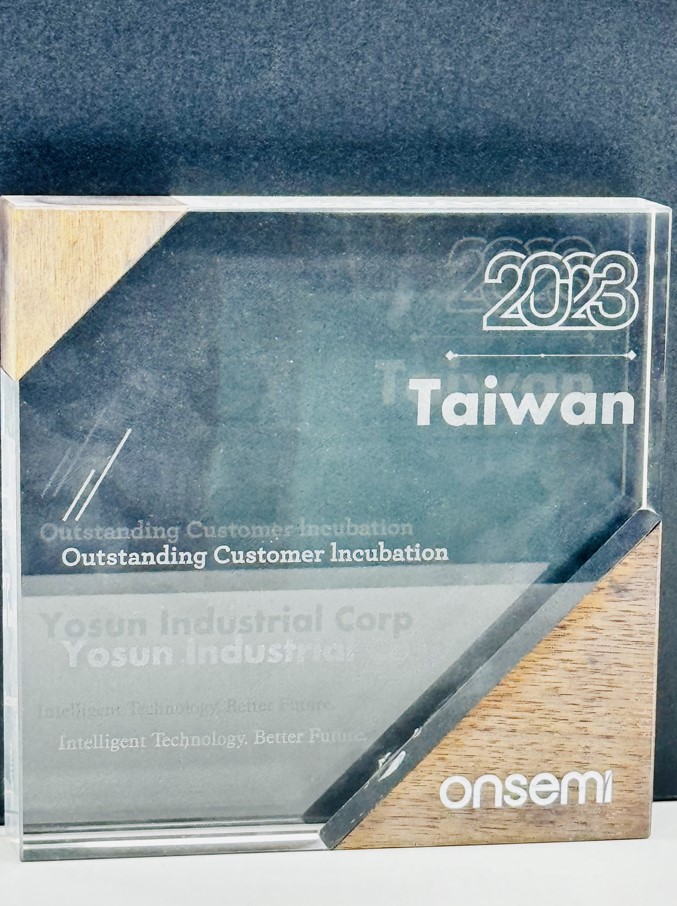 2023
Taiwan
Outstanding Customer Incubation
Yosun Industrial Corp
Intelligent Technology. Better Future.
onsemi